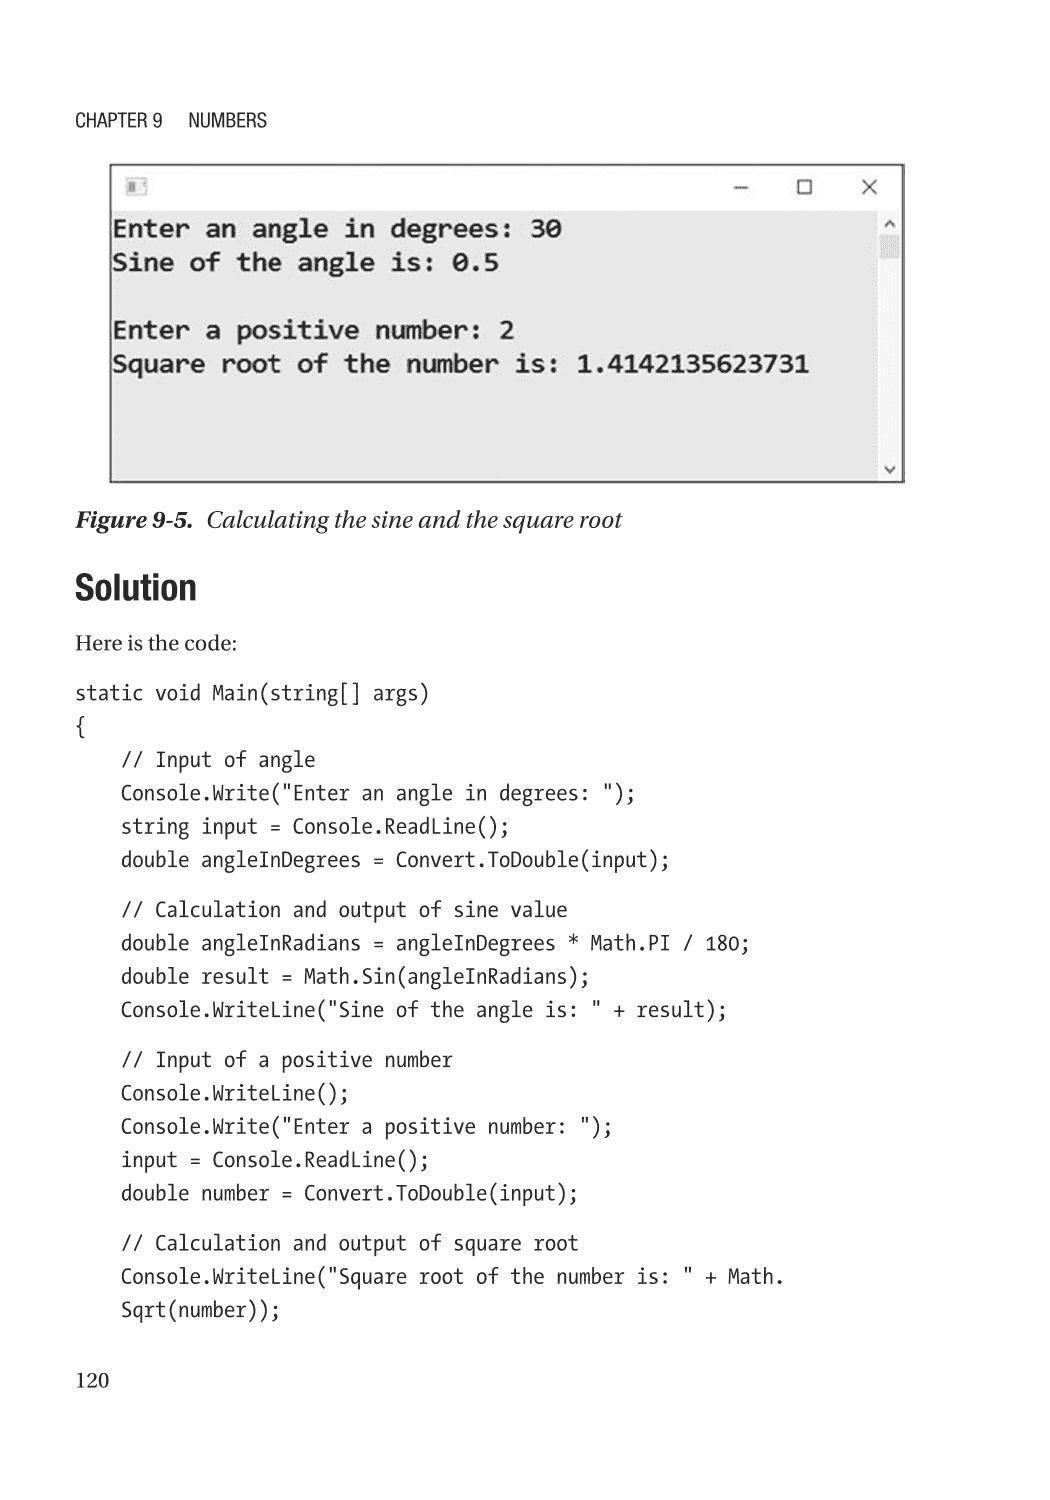 CHAPTER 9 NUMBERS
Enter an angle in degrees: 30
Sine of the angle is: 0.5
Enter a positive number: 2
Square root of the number is: 1.4142135623731
Figure 9-5. Calculating the sine and the square root
Solution
Here is the code:
static void Main(string[] args)
{
    // Input of angle
    Console.Write("Enter an angle in degrees: ");
    string input = Console.ReadLine();
    double angleInDegrees = Convert.ToDouble(input);
    // Calculation and output of sine value
    double angleInRadians = angleInDegrees * Math.PI / 180;
    double result = Math.Sin(angleInRadians);
    Console.WriteLine("Sine of the angle is: " + result);
    // Input of a positive number
    Console.WriteLine();
    Console.Write("Enter a positive number: ");
    input = Console.ReadLine();
    double number = Convert.ToDouble(input);
    // Calculation and output of square root
    Console.WriteLine("Square root of the number is: " + Math.
    Sqrt(number));
120